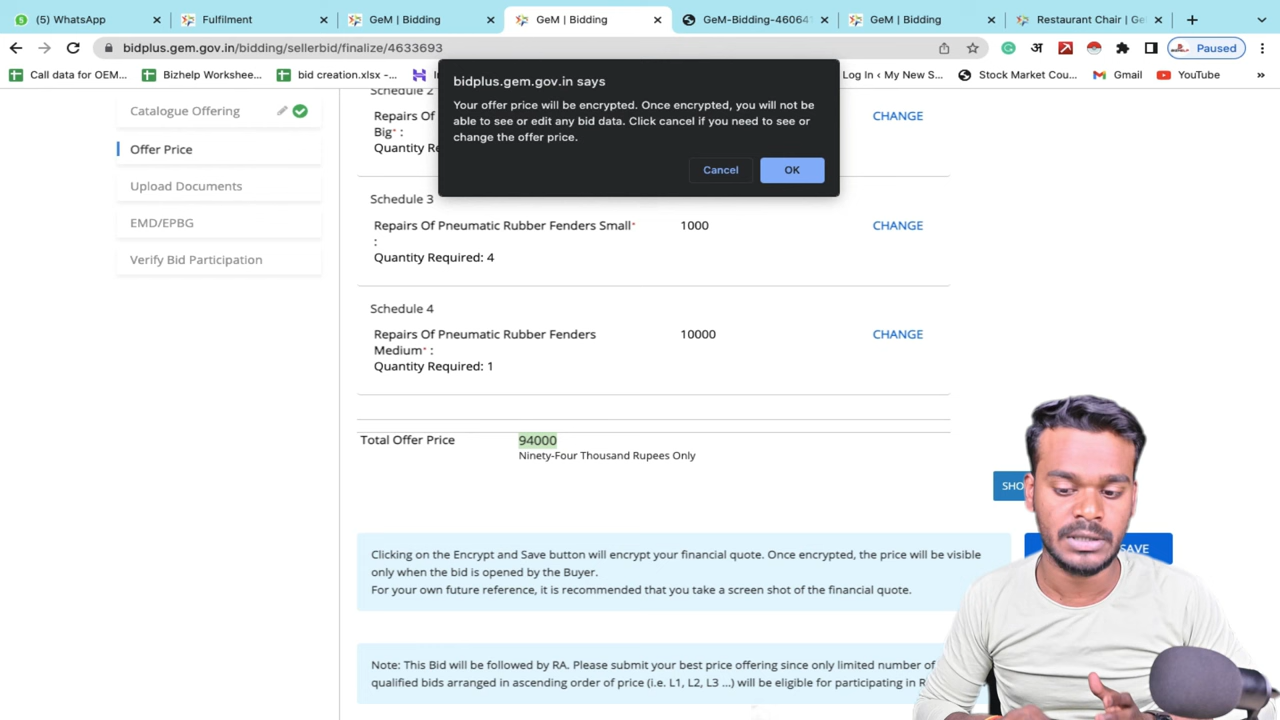 (5) WhatsApp
Fulfilment
GeM | Bidding
GeM | Bidding
GeM-Bidding-46064
GeM | Bidding
Restaurant Chair | Ge
bidplus.gem.gov.in/bidding/sellerbid/finalize/4633693
अ
Paused
Call data for OEM...
Bizhelp Workshee...
bid creation.xlsx -...
Log In ‹ My New S...
Stock Market Cou...
Gmail
YouTube
»
bidplus.gem.gov.in says
Your offer price will be encrypted. Once encrypted, you will not be
able to see or edit any bid data. Click cancel if you need to see or
change the offer price.
Cancel
OK
Catalogue Offering
Offer Price
Upload Documents
EMD/EPBG
Verify Bid Participation
Schedule 2
Repairs Of
Big* :
Quantity Re
CHANGE
Schedule 3
Repairs Of Pneumatic Rubber Fenders Small*
:
1000
CHANGE
Quantity Required: 4
Schedule 4
Repairs Of Pneumatic Rubber Fenders
Medium* :
10000
CHANGE
Quantity Required: 1
Total Offer Price
94000
Ninety-Four Thousand Rupees Only
SHO
SAVE
Clicking on the Encrypt and Save button will encrypt your financial quote. Once encrypted, the price will be visible
only when the bid is opened by the Buyer.
For your own future reference, it is recommended that you take a screen shot of the financial quote.
Note: This Bid will be followed by RA. Please submit your best price offering since only limited number of
qualified bids arranged in ascending order of price (i.e. L1, L2, L3 ...) will be eligible for participating in R